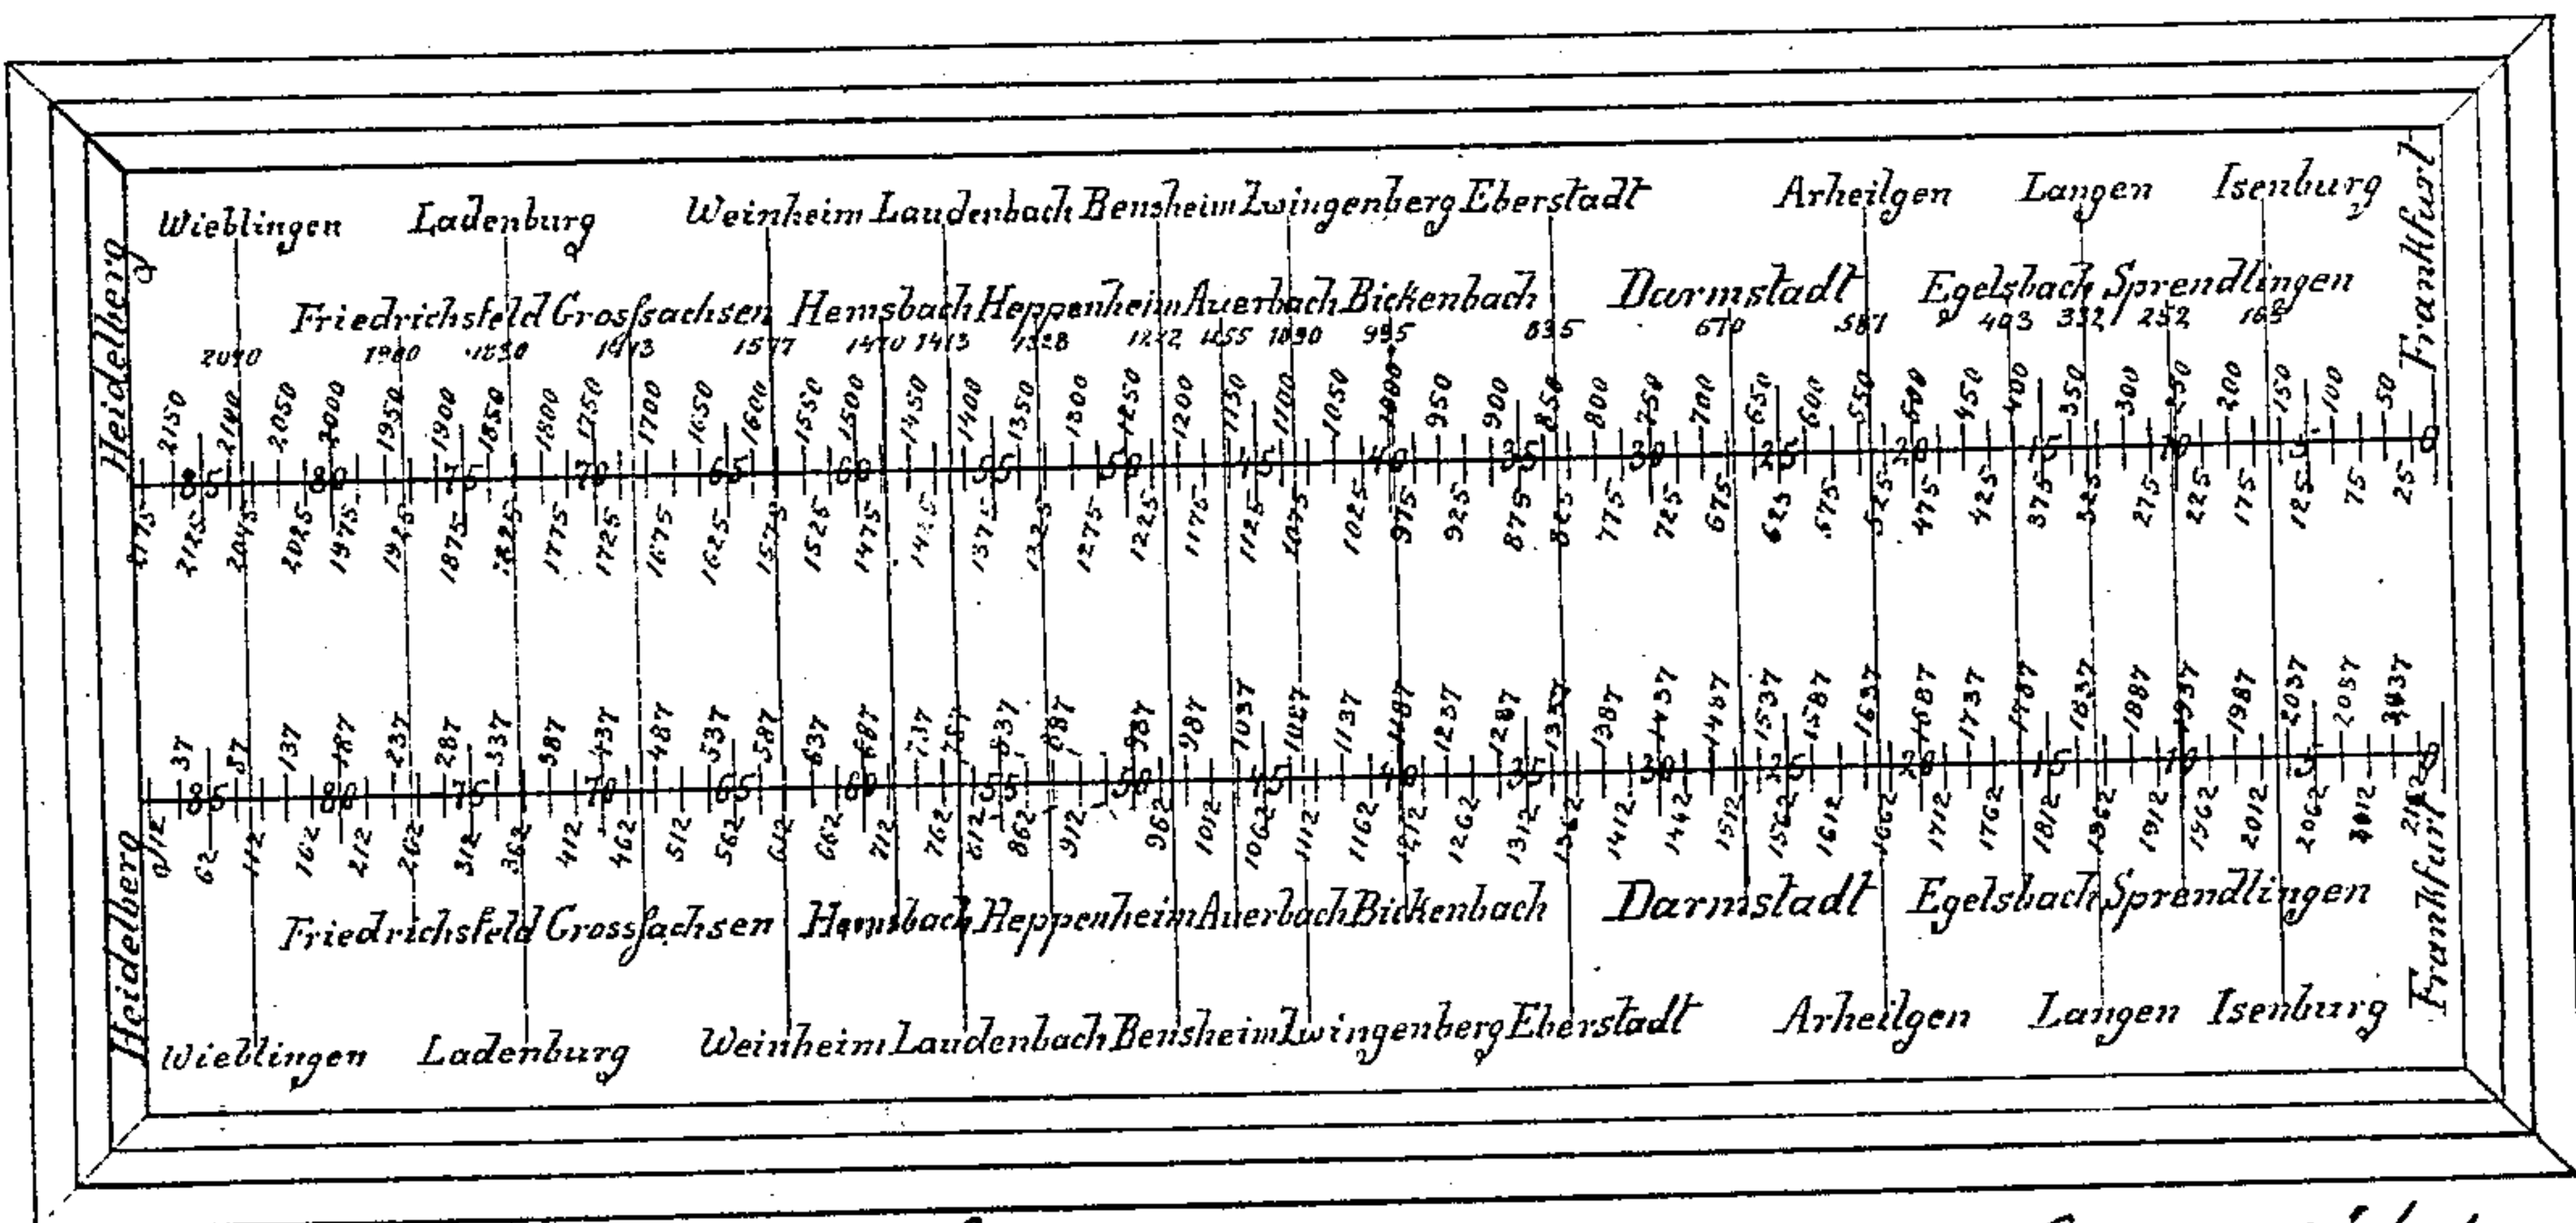 Wieblingen Ladenburg Weinheim Laudenbach Bensheim Zwingenberg Eberstadt Arheilgen Langen Isenburg
Heidelberg
Frankfurt
Friedrichsfeld Grossſachsen Hemsbach Heppenheim Auerbach Bickenbach Darmstadt Egelsbach Sprendlingen
1470 1413 1328 1155 1090 995 835 670 587 403 332 252 163
2150 2100 2050 2000 1950 1900 1850 1800 1750 1700 1650 1600 1550 1500 1450 1400 1350 1300 1250 1200 1150 1100 1050 1000 950 900 850 800 750 700 650 600 550 500 450 400 350 300 250 200 150 100 50
85 80 75 70 65 60 55 50 45 40 35 30 25 20 15 10 5 0
2175 2125 2025 1975 1925 1875 1825 1775 1725 1675 1625 1575 1525 1475 1425 1375 1325 1275 1225 1175 1125 1075 1025 975 925 875 825 775 725 675 625 575 525 475 425 375 325 275 225 175 125 75 25
37 87 137 187 237 287 337 387 437 487 537 587 637 687 737 787 837 887 937 987 1037 1087 1137 1187 1237 1287 1337 1387 1437 1487 1537 1587 1637 1687 1737 1787 1837 1887 1937 1987 2037 2037
85 80 75 70 65 60 55 50 45 40 35 30 25 20 15 10 5 0
62 112 162 212 262 312 362 412 462 512 562 612 662 712 762 812 862 912 962 1012 1062 1112 1162 1212 1262 1312 1362 1412 1442 1512 1562 1612 1662 1712 1762 1812 1862 1912 1962 2012 2062
Heidelberg
Frankfurt
Friedrichsfeld Grossſachsen Hemsbach Heppenheim Auerbach Bickenbach Darmstadt Egelsbach Sprendlingen
Wieblingen Ladenburg Weinheim Laudenbach Bensheim Zwingenberg Eberstadt Arheilgen Langen Isenburg